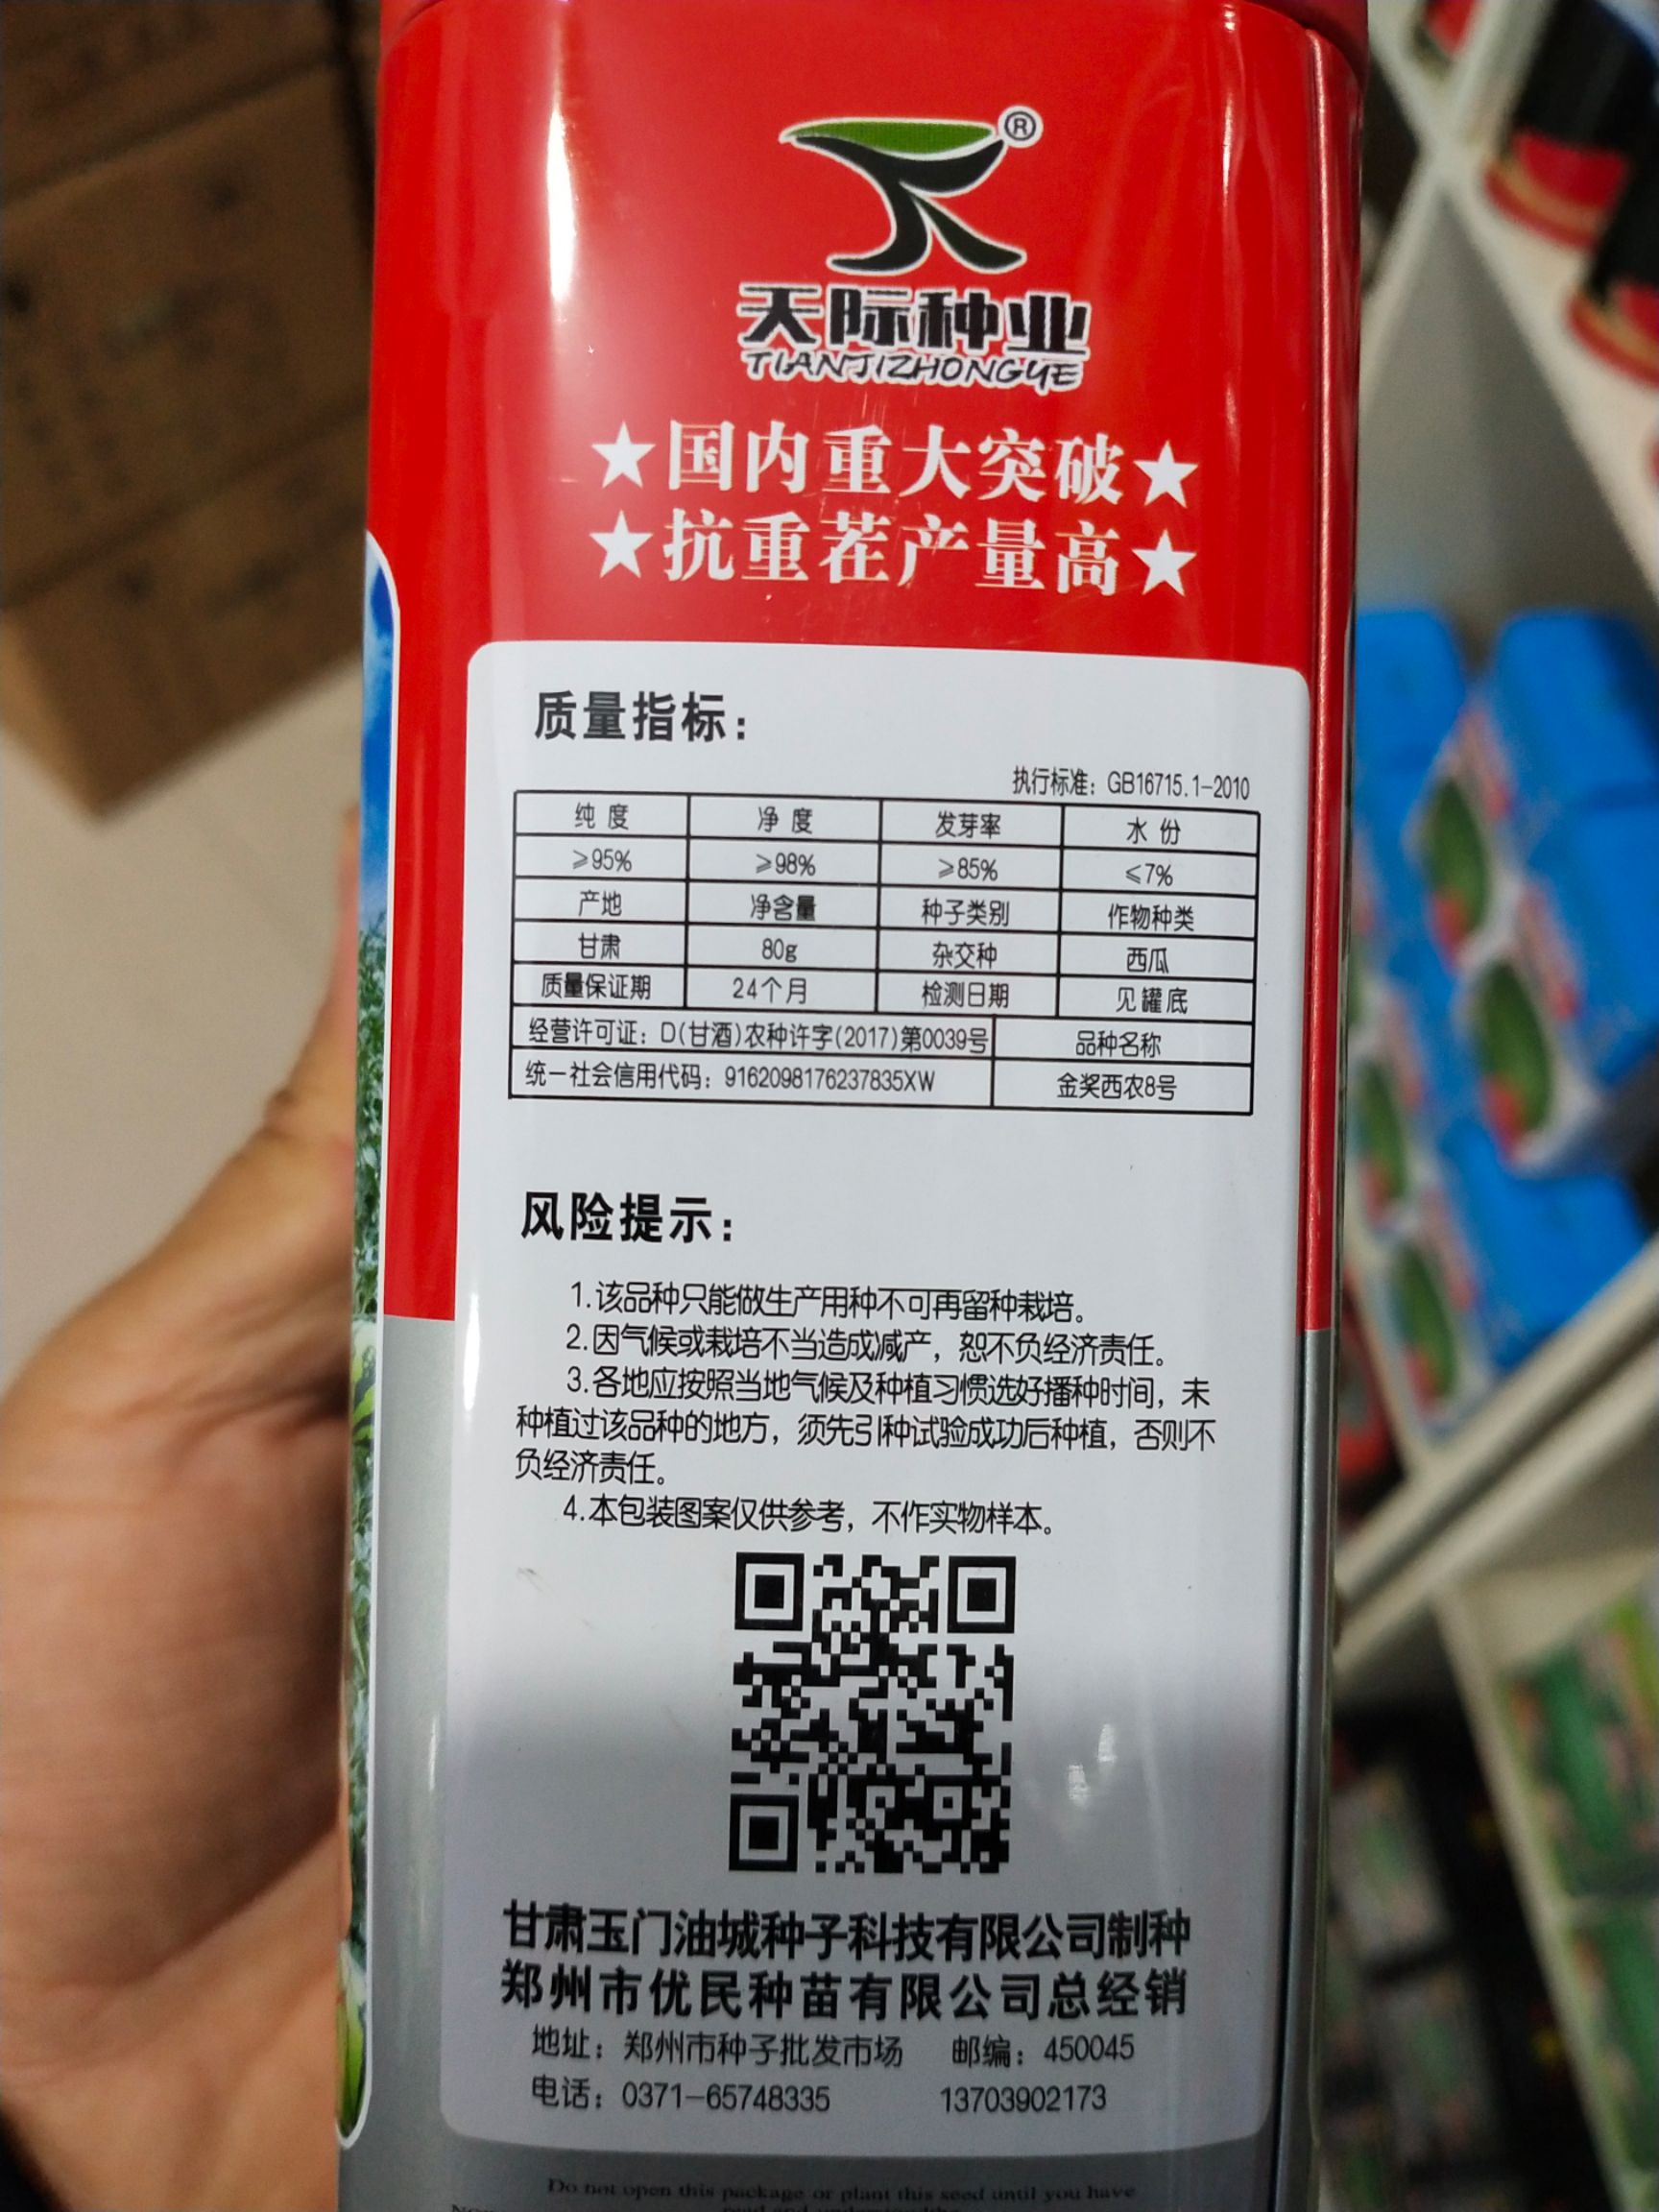 ®
天际种业
TIANJIZHONGYE
★国内重大突破★
★抗重茬产量高★
质量指标：
执行标准：GB16715.1-2010
纯度 净度 发芽率 水份
≥95% ≥98% ≥85% ≤7%
产地 净含量 种子类别 作物种类
甘肃 80g 杂交种 西瓜
质量保证期 24个月 检测日期 见罐底
经营许可证：D(甘酒)农种许字(2017)第0039号 品种名称
统一社会信用代码：9162098176237835XW 金奖西农8号
风险提示：
1.该品种只能做生产用种不可再留种栽培。
2.因气候或栽培不当造成减产，恕不负经济责任。
3.各地应按照当地气候及种植习惯选好播种时间，未
种植过该品种的地方，须先引种试验成功后种植，否则不
负经济责任。
4.本包装图案仅供参考，不作实物样本。
甘肃玉门油城种子科技有限公司制种
郑州市优民种苗有限公司总经销
地址：郑州市种子批发市场 邮编：450045
电话：0371-65748335 13703902173
Do not open this package or plant this seed until you have